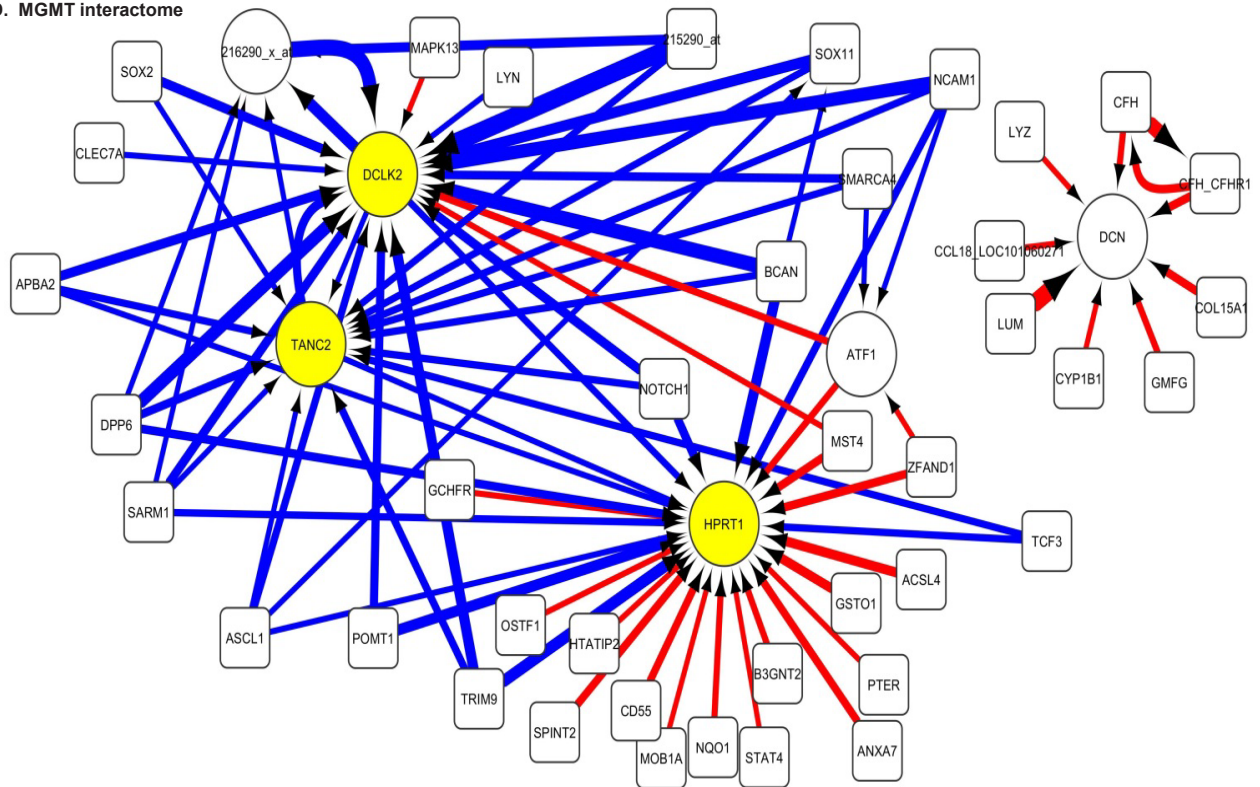 D. MGMT interactome
216290_x_at
MAPK13
215290_at
SOX2
LYN
SOX11
NCAM1
CFH
LYZ
CLEC7A
DCLK2
SMARCA4
CFH_CFHR1
DCN
CCL18_LOC101060271
APBA2
BCAN
COL15A1
LUM
TANC2
ATF1
CYP1B1
GMFG
NOTCH1
DPP6
MST4
ZFAND1
GCHFR
SARM1
HPRT1
TCF3
ACSL4
GSTO1
ASCL1
POMT1
OSTF1
HTATIP2
B3GNT2
PTER
TRIM9
CD55
SPINT2
MOB1A
NQO1
STAT4
ANXA7